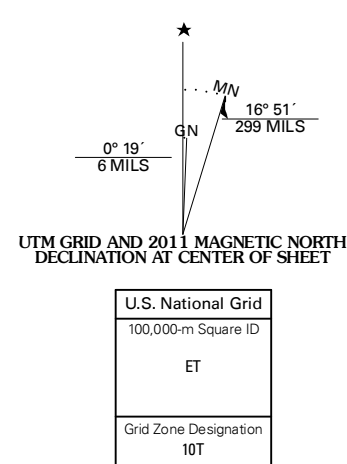 MN
16° 51´
299 MILS
GN
0° 19´
6 MILS
UTM GRID AND 2011 MAGNETIC NORTH
DECLINATION AT CENTER OF SHEET
U.S. National Grid
100,000-m Square ID
ET
Grid Zone Designation
10T